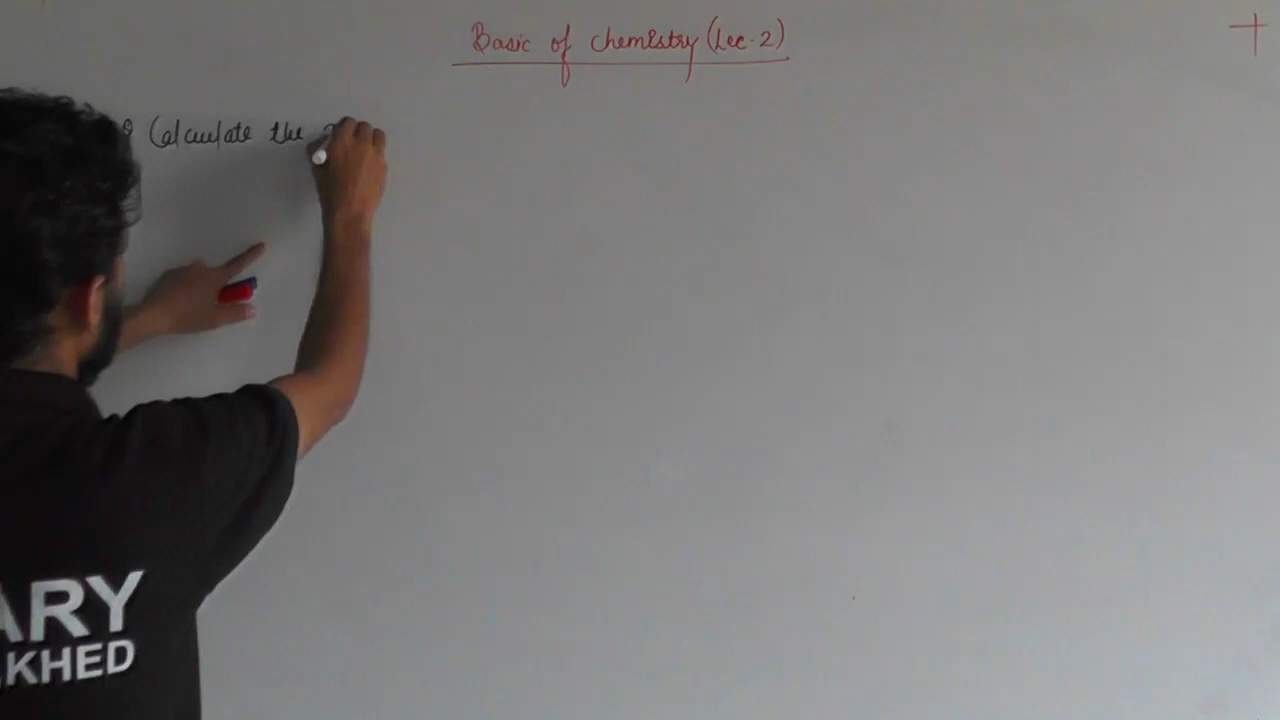 Basic of chemistry (Lec-2)
Q Calculate the
ARY
KHED